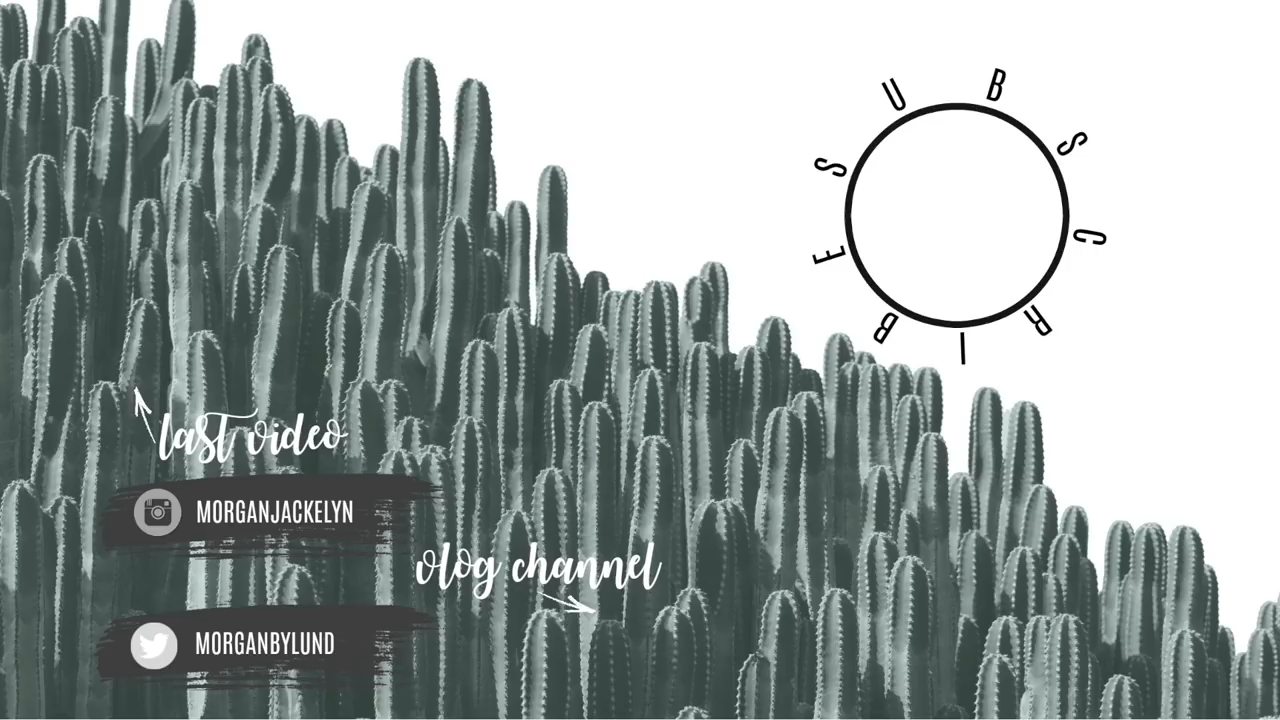 SUBSCRIBE
last video
MORGANJACKELYN
vlog channel
MORGANBYLUND